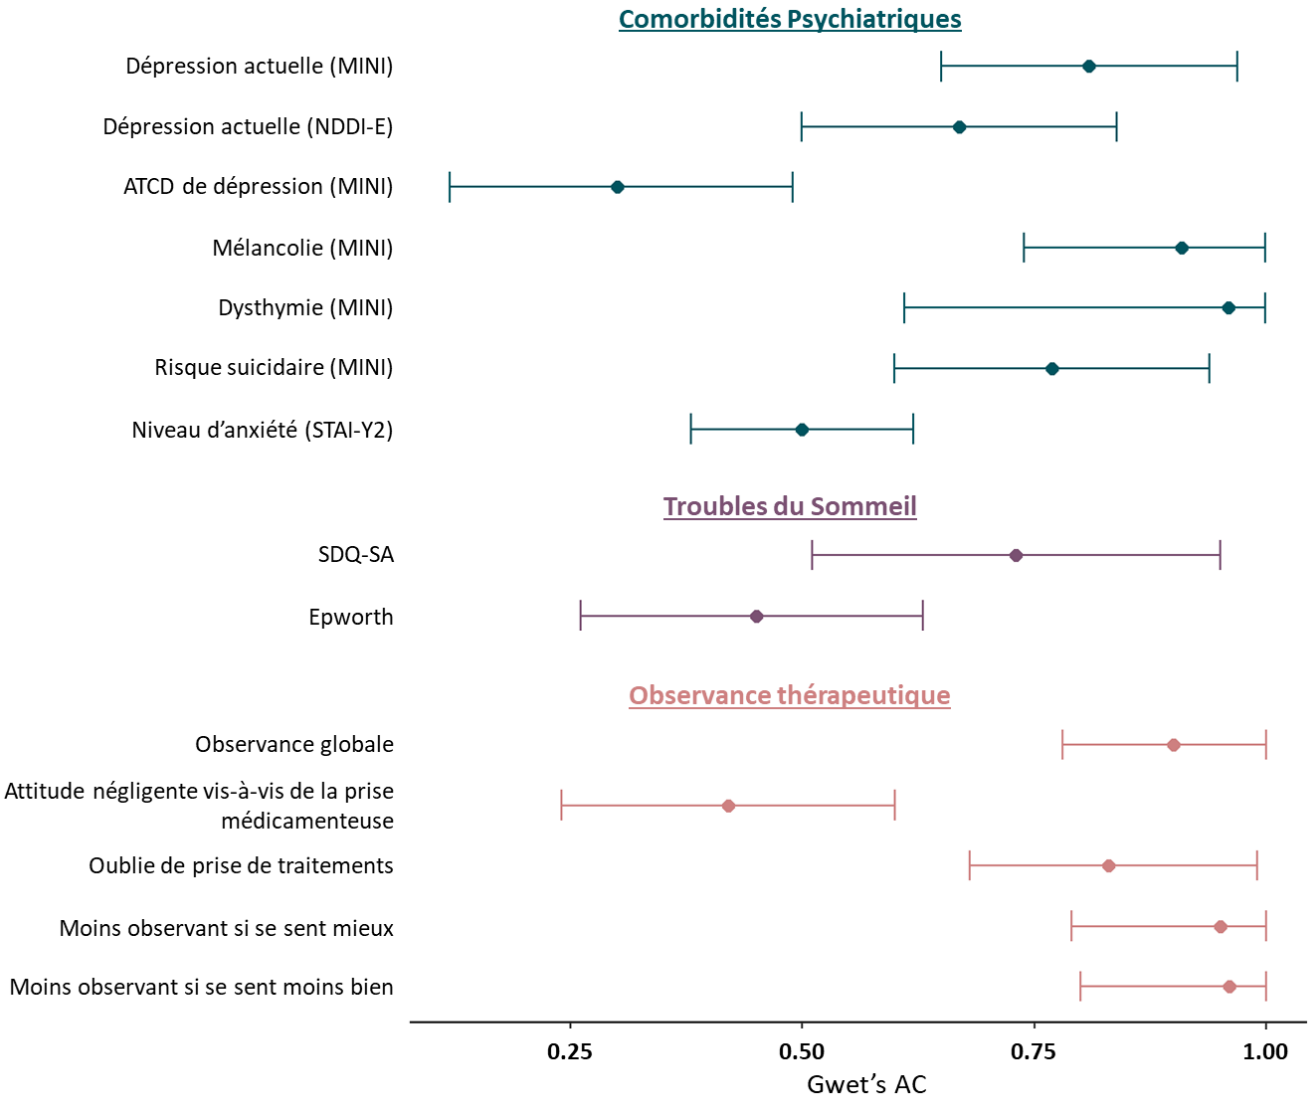 Comorbidités Psychiatriques
Dépression actuelle (MINI)
Dépression actuelle (NDDI-E)
ATCD de dépression (MINI)
Mélancolie (MINI)
Dysthymie (MINI)
Risque suicidaire (MINI)
Niveau d’anxiété (STAI-Y2)
Troubles du Sommeil
SDQ-SA
Epworth
Observance thérapeutique
Observance globale
Attitude négligente vis-à-vis de la prise
médicamenteuse
Oublie de prise de traitements
Moins observant si se sent mieux
Moins observant si se sent moins bien
0.25 0.50 0.75 1.00
Gwet’s AC